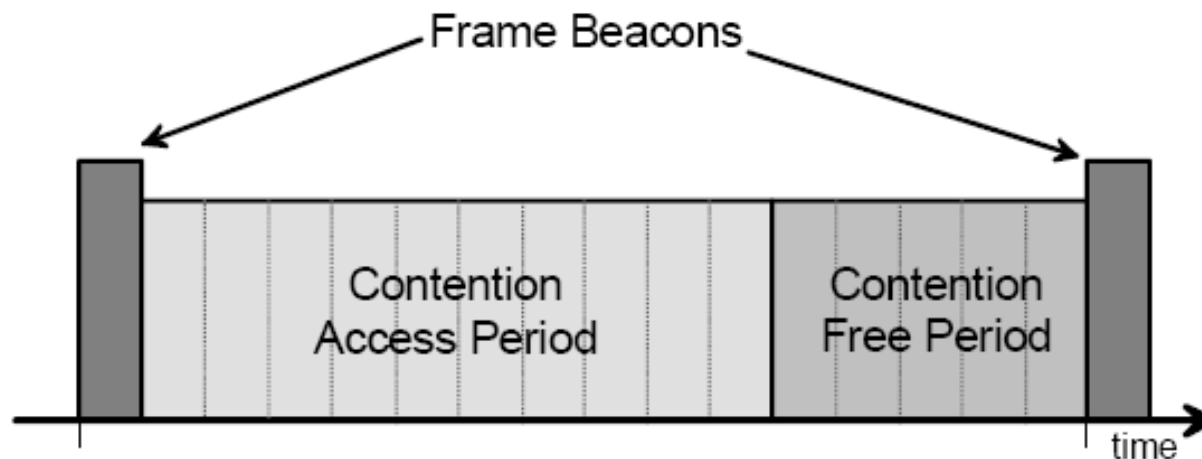 Frame Beacons
Contention
Access Period
Contention
Free Period
time